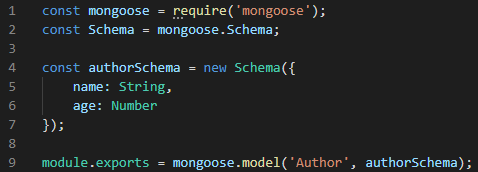 1 const mongoose = require('mongoose');
2 const Schema = mongoose.Schema;
3
4 const authorSchema = new Schema({
5     name: String,
6     age: Number
7 });
8
9 module.exports = mongoose.model('Author', authorSchema);